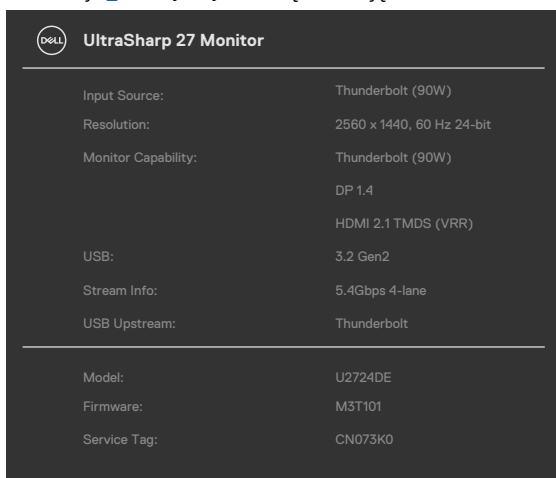 DELL UltraSharp 27 Monitor
Input Source: Thunderbolt (90W)
Resolution: 2560 x 1440, 60 Hz 24-bit
Monitor Capability: Thunderbolt (90W)
DP 1.4
HDMI 2.1 TMDS (VRR)
USB: 3.2 Gen2
Stream Info: 5.4Gbps 4-lane
USB Upstream: Thunderbolt
Model: U2724DE
Firmware: M3T101
Service Tag: CN073K0